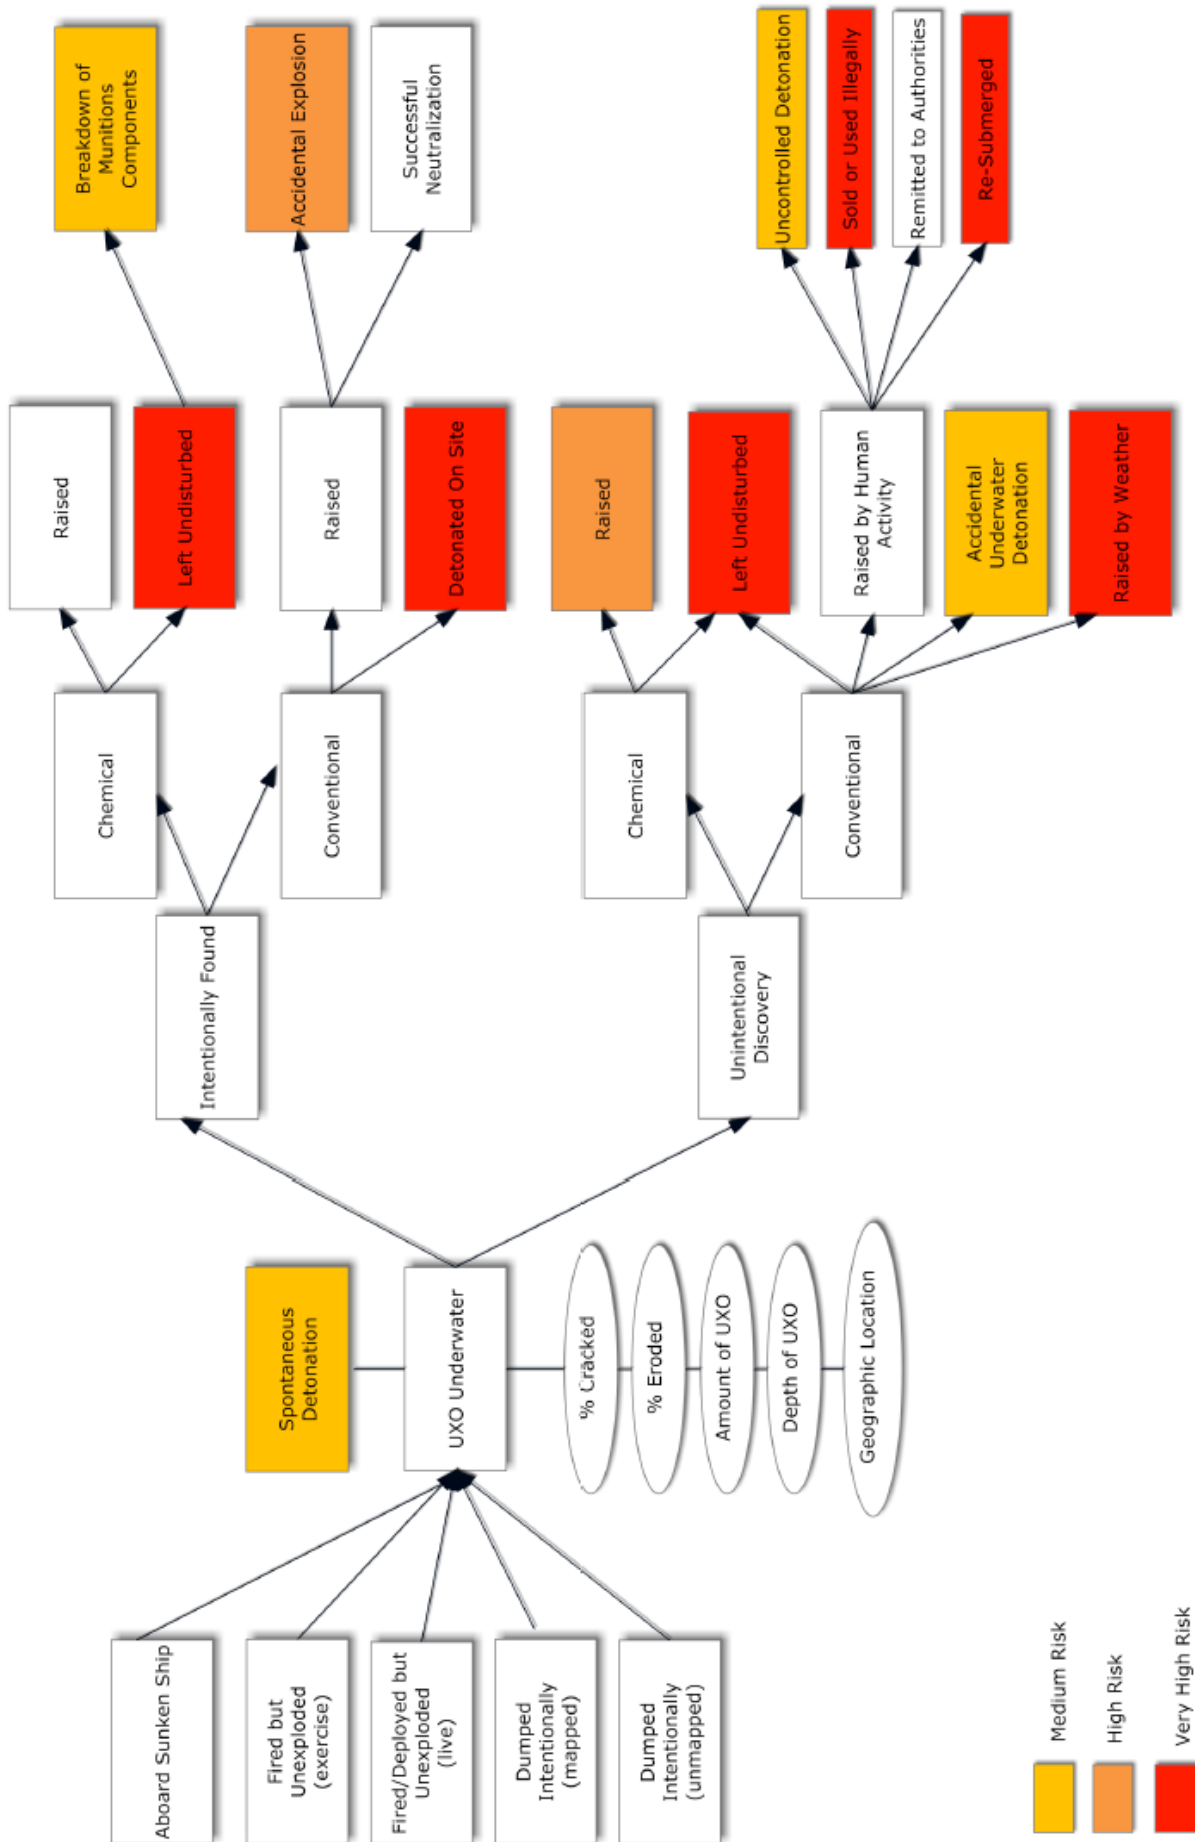 Aboard Sunken Ship
Fired but
Unexploded
(exercise)
Fired/Deployed but
Unexploded
(live)
Dumped
Intentionally
(mapped)
Dumped
Intentionally
(unmapped)
Spontaneous
Detonation
UXO Underwater
% Cracked
% Eroded
Amount of UXO
Depth of UXO
Geographic Location
Intentionally Found
Unintentional
Discovery
Chemical
Conventional
Chemical
Conventional
Raised
Left Undisturbed
Raised
Detonated On Site
Raised
Left Undisturbed
Raised by Human
Activity
Accidental
Underwater
Detonation
Raised by Weather
Breakdown of
Munitions
Components
Accidental Explosion
Successful
Neutralization
Uncontrolled Detonation
Sold or Used Illegally
Remitted to Authorities
Re-Submerged
Medium Risk
High Risk
Very High Risk